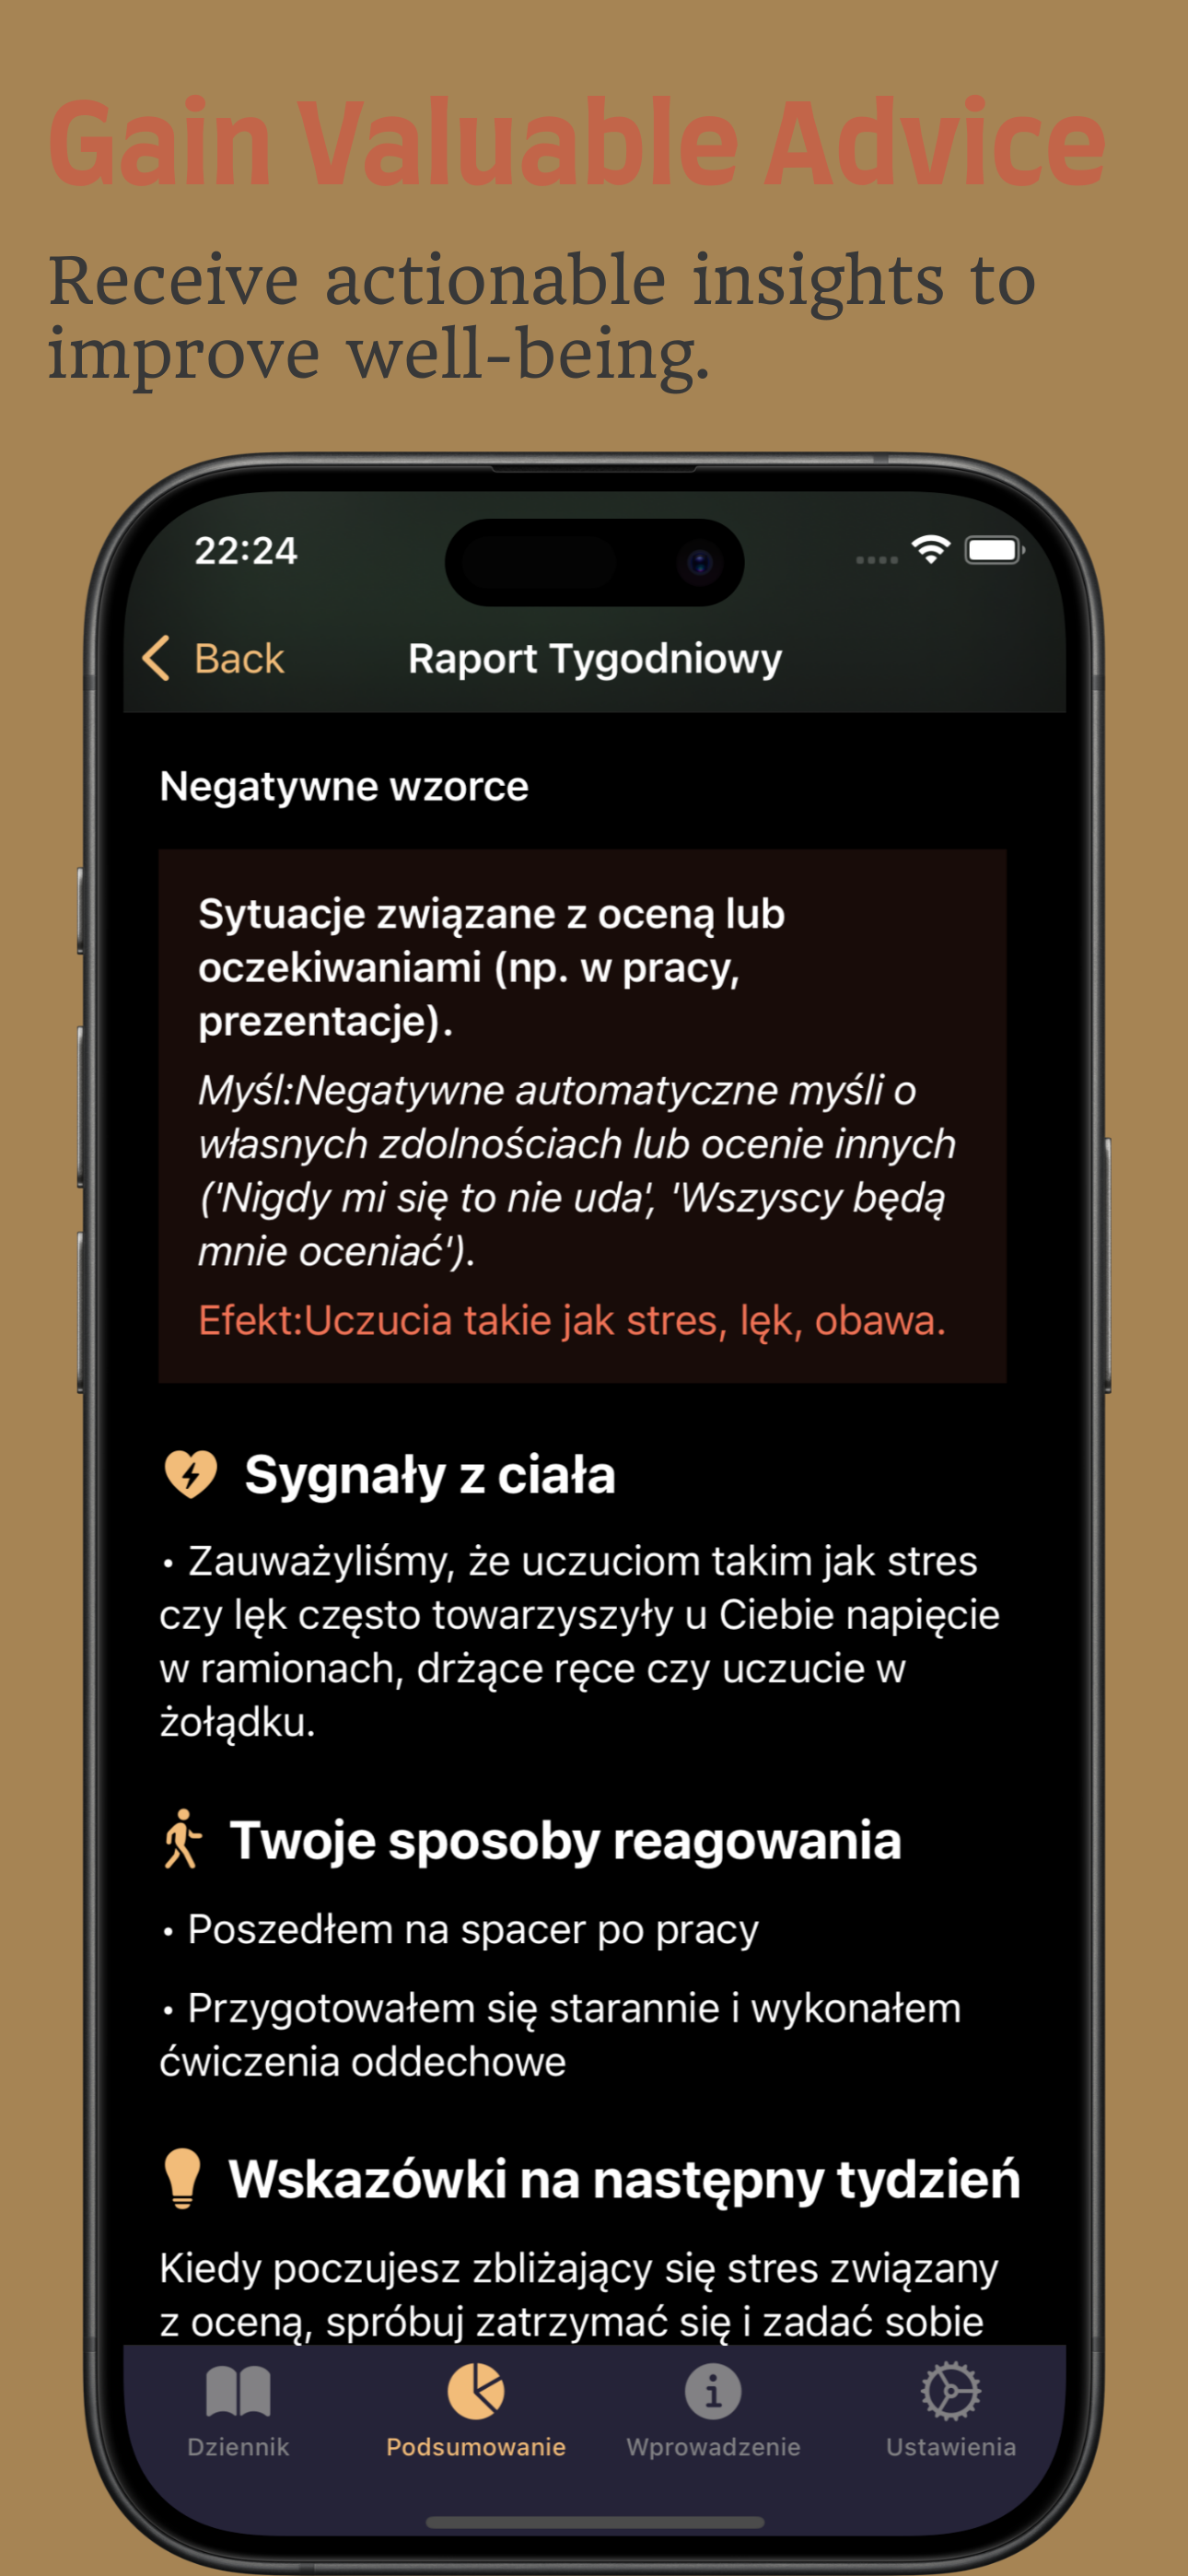 Gain Valuable Advice
Receive actionable insights to
improve well-being.
22:24
Back
Raport Tygodniowy
Negatywne wzorce
Sytuacje związane z oceną lub
oczekiwaniami (np. w pracy,
prezentacje).
Myśl:Negatywne automatyczne myśli o
własnych zdolnościach lub ocenie innych
('Nigdy mi się to nie uda', 'Wszyscy będą
mnie oceniać').
Efekt:Uczucia takie jak stres, lęk, obawa.
Sygnały z ciała
• Zauważyliśmy, że uczuciom takim jak stres
czy lęk często towarzyszyły u Ciebie napięcie
w ramionach, drżące ręce czy uczucie w
żołądku.
Twoje sposoby reagowania
• Poszedłem na spacer po pracy
• Przygotowałem się starannie i wykonałem
ćwiczenia oddechowe
Wskazówki na następny tydzień
Kiedy poczujesz zbliżający się stres związany
z oceną, spróbuj zatrzymać się i zadać sobie
Dziennik
Podsumowanie
Wprowadzenie
Ustawienia